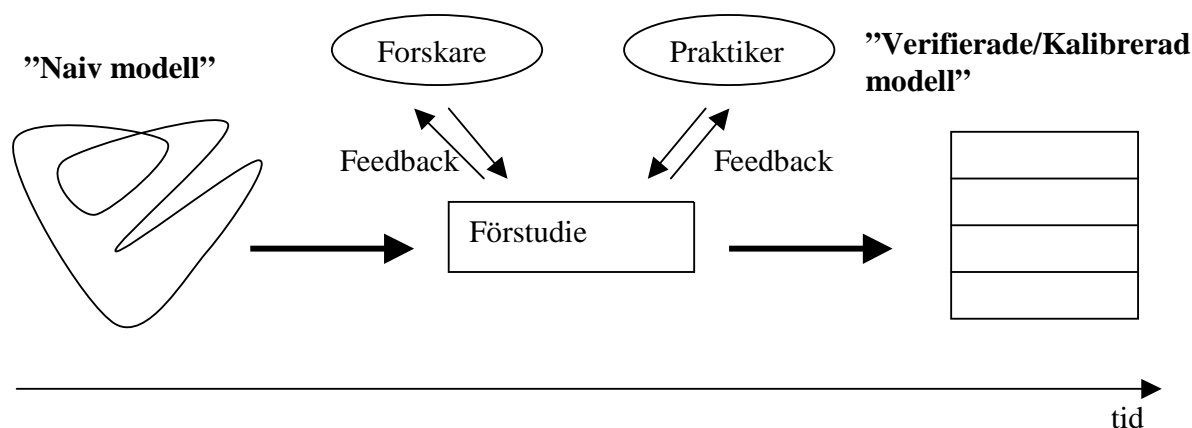 ”Naiv modell”
Forskare
Praktiker
”Verifierade/Kalibrerad
modell”
Feedback
Feedback
Förstudie
tid